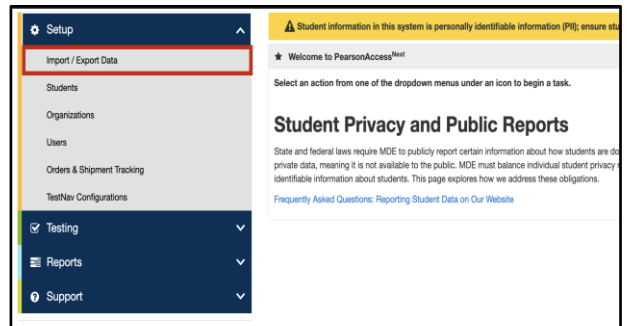 Setup
Import / Export Data
Students
Organizations
Users
Orders & Shipment Tracking
TestNav Configurations
Testing
Reports
Support
Student information in this system is personally identifiable information (PII); ensure stu
Welcome to PearsonAccessNext
Select an action from one of the dropdown menus under an icon to begin a task.
Student Privacy and Public Reports
State and federal laws require MDE to publicly report certain information about how students are do
private data, meaning it is not available to the public. MDE must balance individual student privacy
identifiable information about students. This page explores how we address these obligations.
Frequently Asked Questions: Reporting Student Data on Our Website